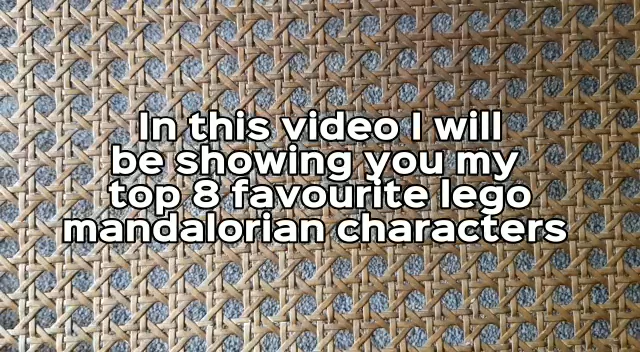 In this video I will
be showing you my
top 8 favourite lego
mandalorian characters